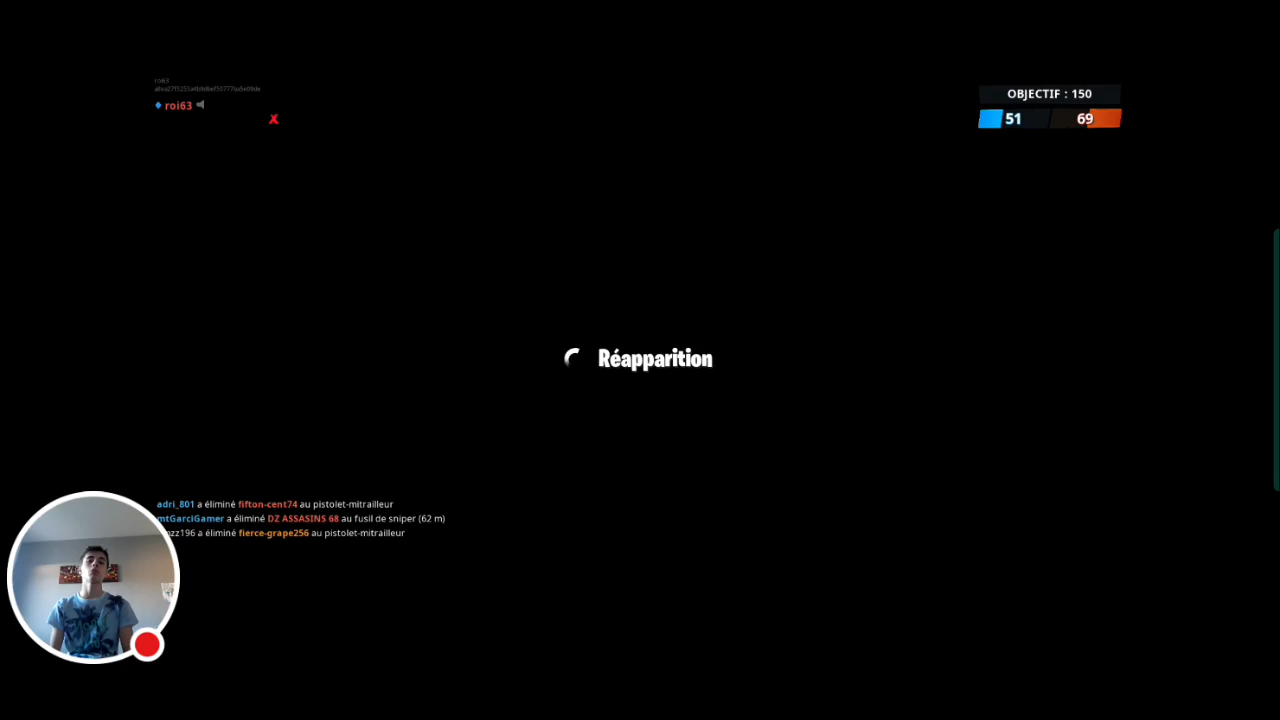 roi63
roi63
OBJECTIF : 150
51 69
Réapparition
adri_801 a éliminé fifton-cent74 au pistolet-mitrailleur
mtGarciGamer a éliminé DZ ASSASINS 68 au fusil de sniper (62 m)
a éliminé fierce-grape256 au pistolet-mitrailleur